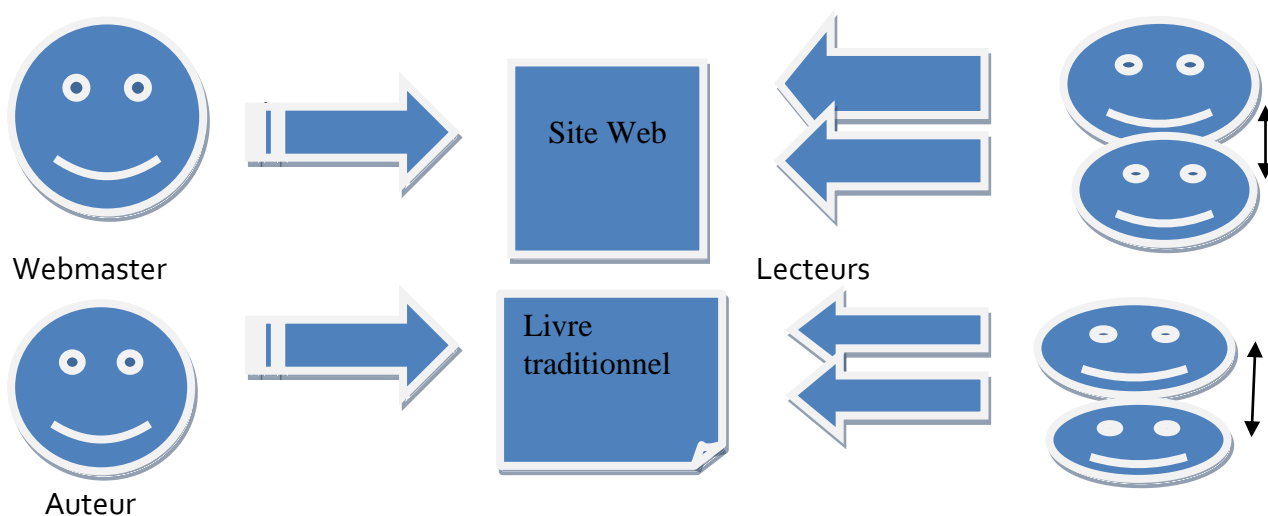 Site Web
Webmaster
Lecteurs
Livre
traditionnel
Auteur